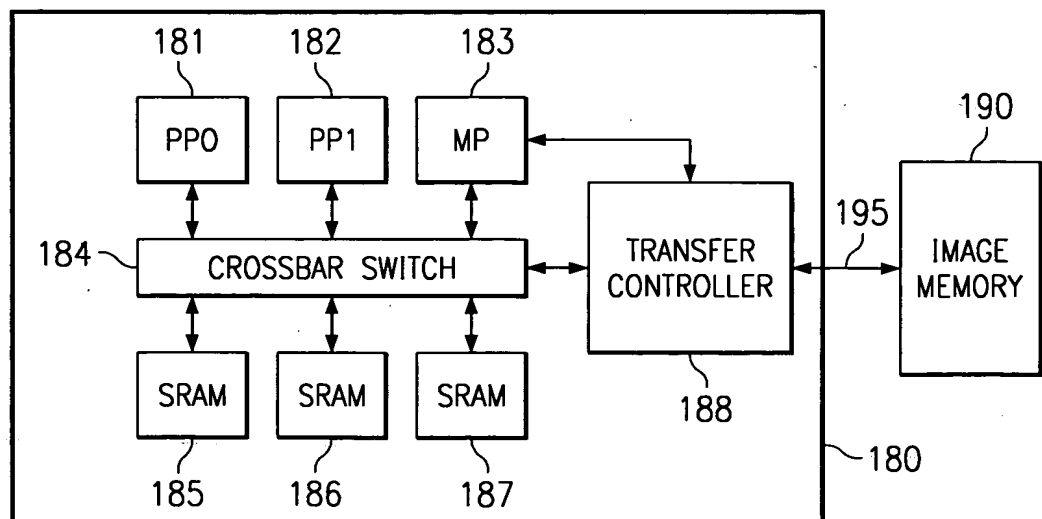 181
182
183
190
PP0
PP1
MP
195
184
CROSSBAR SWITCH
TRANSFER
CONTROLLER
IMAGE
MEMORY
SRAM
SRAM
SRAM
188
180
185
186
187